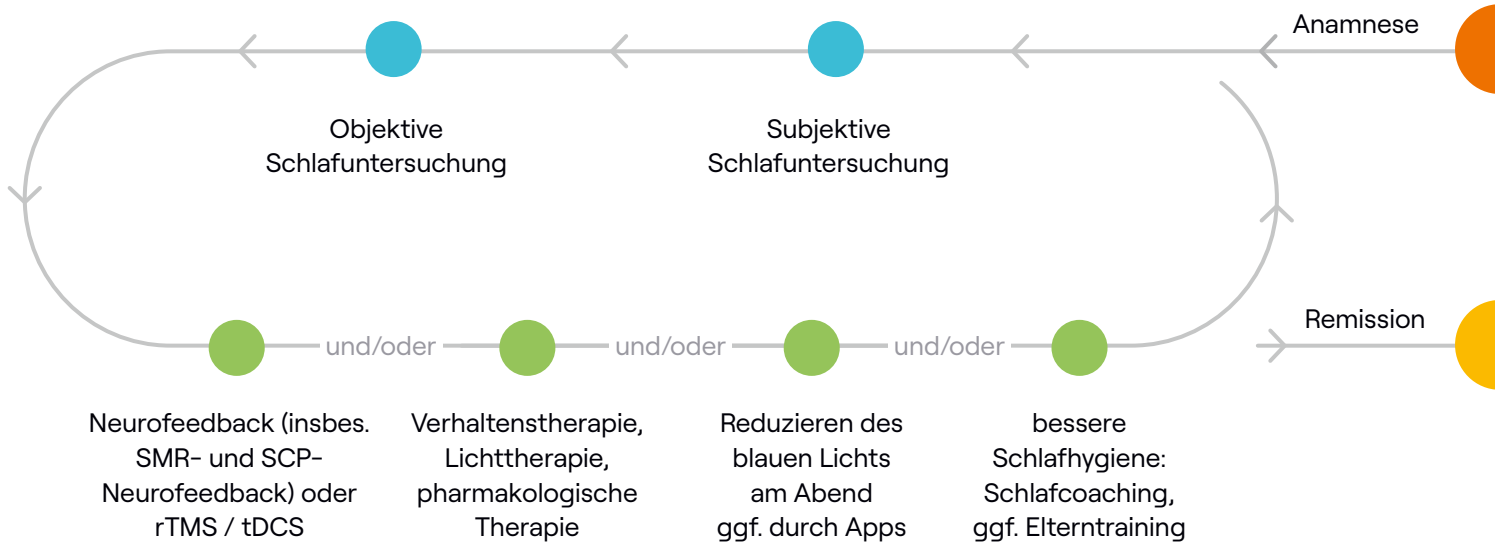 Anamnese
Objektive
Schlafuntersuchung
Subjektive
Schlafuntersuchung
Remission
und/oder
und/oder
und/oder
Neurofeedback (insbes.
SMR- und SCP-
Neurofeedback) oder
rTMS / tDCS
Verhaltenstherapie,
Lichttherapie,
pharmakologische
Therapie
Reduzieren des
blauen Lichts
am Abend
ggf. durch Apps
bessere
Schlafhygiene:
Schlafcoaching,
ggf. Elterntraining